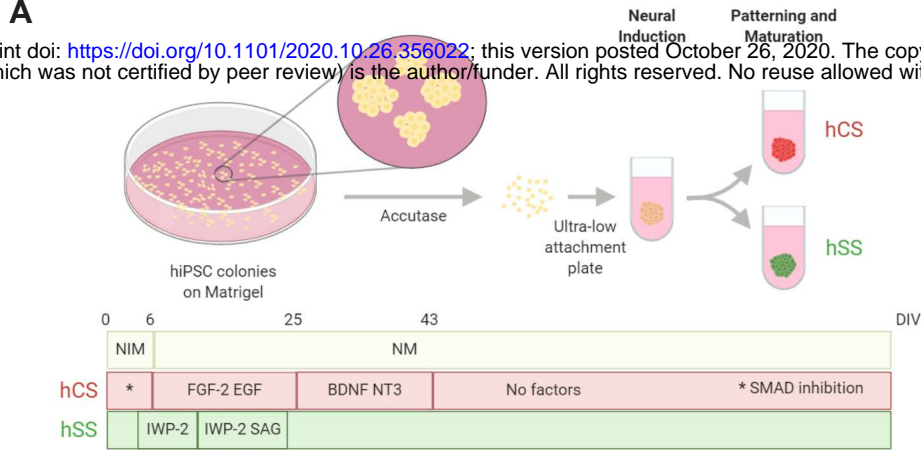 A
Neural
Induction
Patterning and
Maturation
int doi: https://doi.org/10.1101/2020.10.26.356022; this version posted October 26, 2020. The copy
hich was not certified by peer review) is the author/funder. All rights reserved. No reuse allowed wit
hCS
Accutase
Ultra-low
attachment
plate
hSS
hiPSC colonies
on Matrigel
0 6 25 43 DIV
NIM NM
hCS * FGF-2 EGF BDNF NT3 No factors * SMAD inhibition
hSS IWP-2 IWP-2 SAG